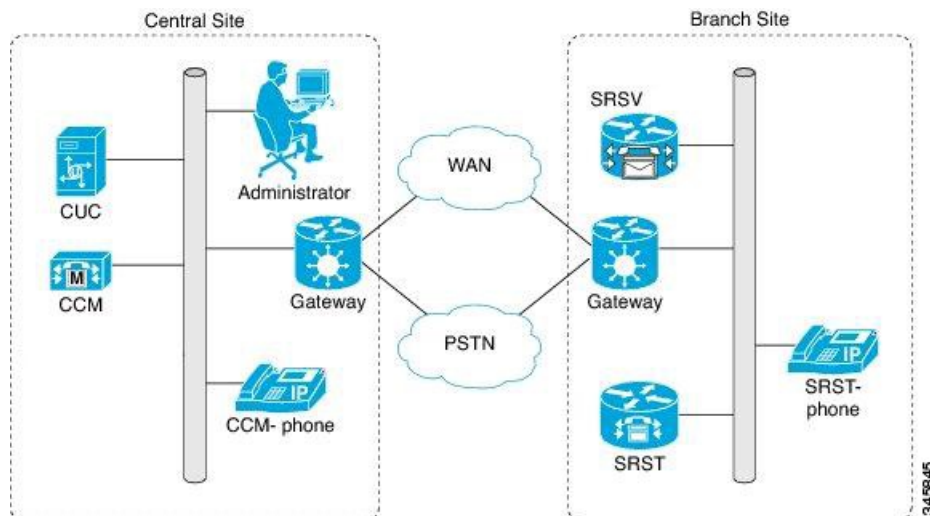 Central Site
Branch Site
SRSV
WAN
CUC
Administrator
M
CCM
Gateway
Gateway
PSTN
IP
IP
CCM- phone
SRST-
phone
SRST
345845